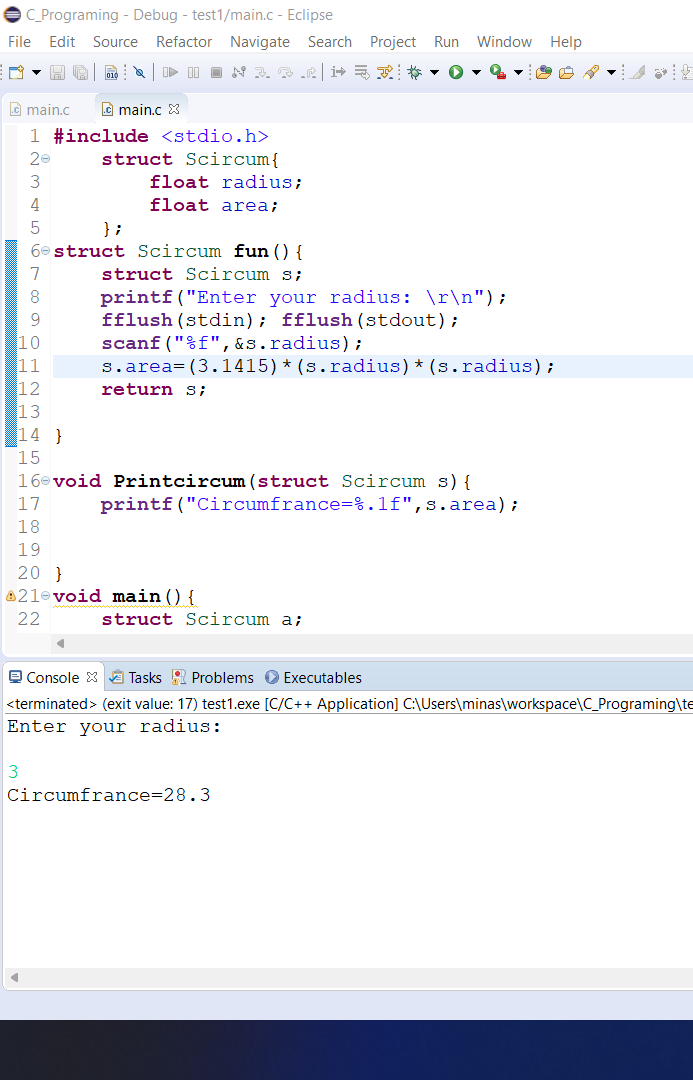 C_Programing - Debug - test1/main.c - Eclipse
File Edit Source Refactor Navigate Search Project Run Window Help
010
main.c main.c
1 #include <stdio.h>
2 struct Scircum{
3 float radius;
4 float area;
5 };
6 struct Scircum fun(){
7 struct Scircum s;
8 printf("Enter your radius: \r\n");
9 fflush(stdin); fflush(stdout);
10 scanf("%f",&s.radius);
11 s.area=(3.1415)*(s.radius)*(s.radius);
12 return s;
13
14 }
15
16 void Printcircum(struct Scircum s){
17 printf("Circumfrance=%.1f",s.area);
18
19
20 }
21 void main(){
22 struct Scircum a;
Console Tasks Problems Executables
<terminated> (exit value: 17) test1.exe [C/C++ Application] C:\Users\minas\workspace\C_Programing\te
Enter your radius:
3
Circumfrance=28.3